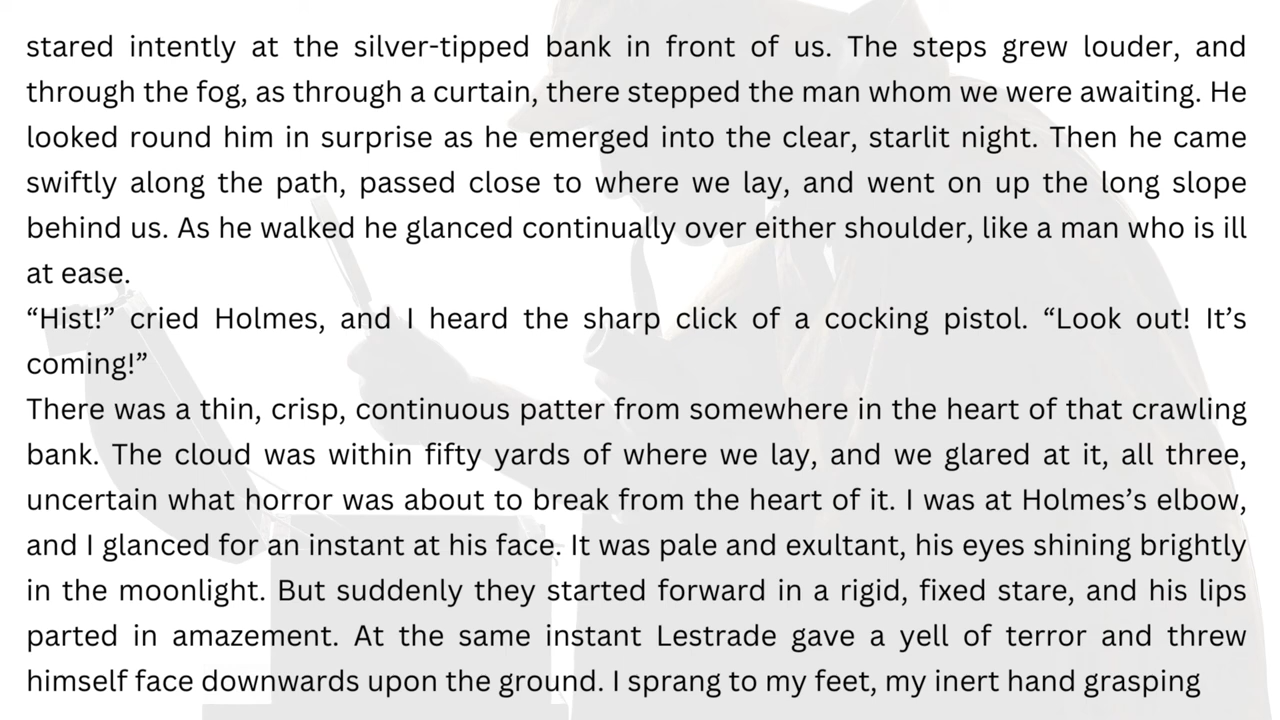 stared intently at the silver-tipped bank in front of us. The steps grew louder, and
through the fog, as through a curtain, there stepped the man whom we were awaiting. He
looked round him in surprise as he emerged into the clear, starlit night. Then he came
swiftly along the path, passed close to where we lay, and went on up the long slope
behind us. As he walked he glanced continually over either shoulder, like a man who is ill
at ease.
“Hist!” cried Holmes, and I heard the sharp click of a cocking pistol. “Look out! It’s
coming!”
There was a thin, crisp, continuous patter from somewhere in the heart of that crawling
bank. The cloud was within fifty yards of where we lay, and we glared at it, all three,
uncertain what horror was about to break from the heart of it. I was at Holmes’s elbow,
and I glanced for an instant at his face. It was pale and exultant, his eyes shining brightly
in the moonlight. But suddenly they started forward in a rigid, fixed stare, and his lips
parted in amazement. At the same instant Lestrade gave a yell of terror and threw
himself face downwards upon the ground. I sprang to my feet, my inert hand grasping